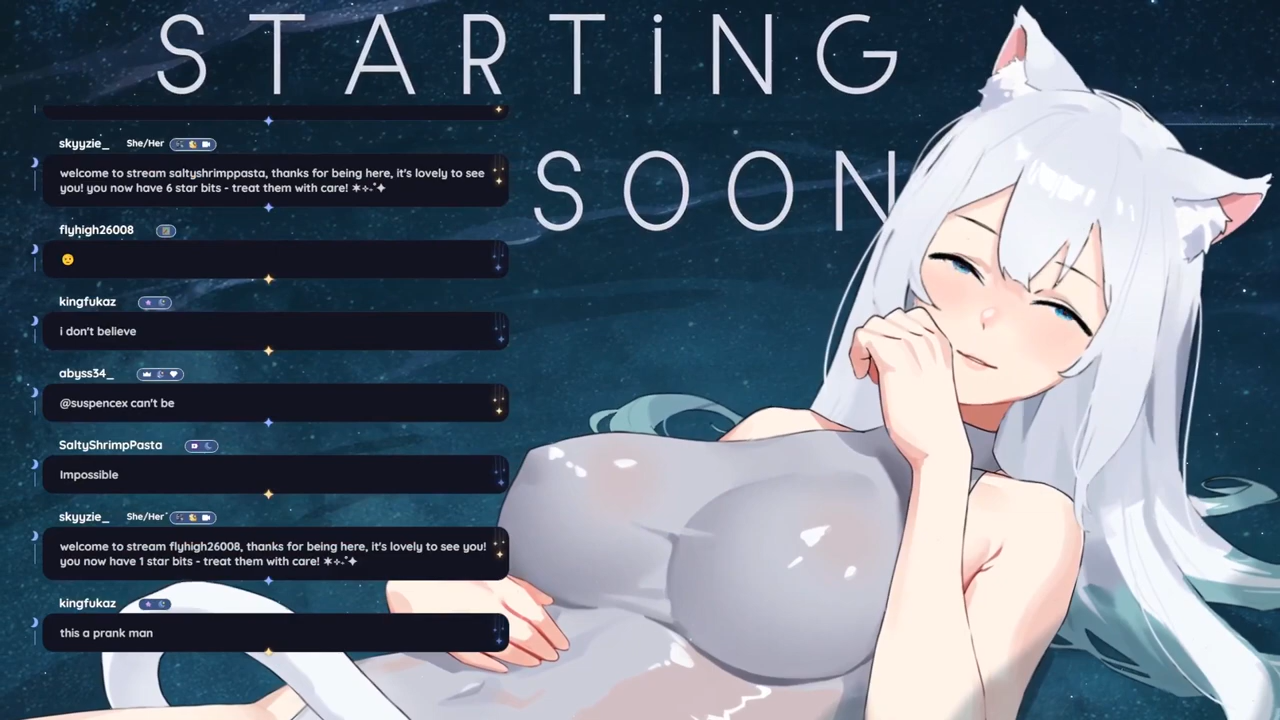 STARTiNG
SOON
skyyzie_ She/Her
welcome to stream saltyshrimppasta, thanks for being here, it's lovely to see
you! you now have 6 star bits - treat them with care! ✶⊹˖˚✦
flyhigh26008
🙁
kingfukaz
i don't believe
abyss34_
@suspencex can't be
SaltyShrimpPasta
Impossible
skyyzie_ She/Her
welcome to stream flyhigh26008, thanks for being here, it's lovely to see you!
you now have 1 star bits - treat them with care! ✶⊹˖˚✦
kingfukaz
this a prank man